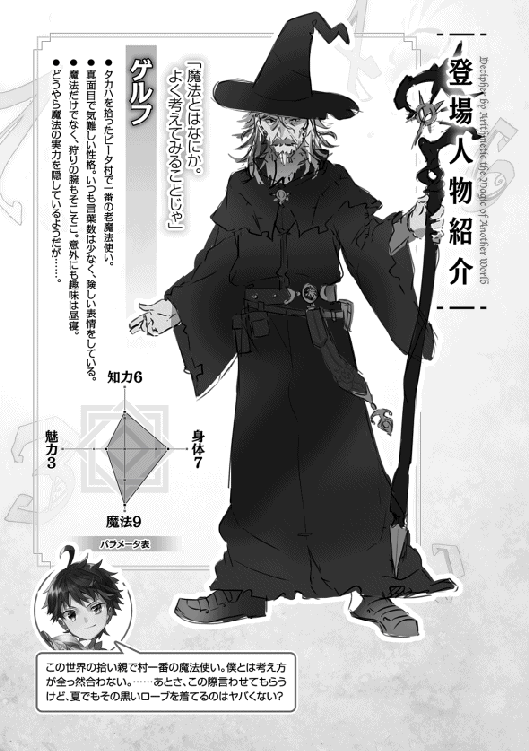 登場人物紹介
Decipher by Arithmetic the Magic of Another World
「魔法とはなにか。
よく考えてみることじゃ」
ゲルフ
●タカハを拾ったピータ村で一番の老魔法使い。
●真面目で気難しい性格。いつも言葉数は少なく、険しい表情をしている。
●魔法だけでなく、狩りの腕もそこそこ。意外にも趣味は昼寝。
●どうやら魔法の実力を隠しているようだが……。
知力6
身体7
魔法9
魅力3
パラメータ表
この世界の拾い親で村一番の魔法使い。僕とは考え方
が全っ然合わない。……あとさ、この際言わせてもらう
けど、夏でもその黒いローブを着てるのはヤバくない?